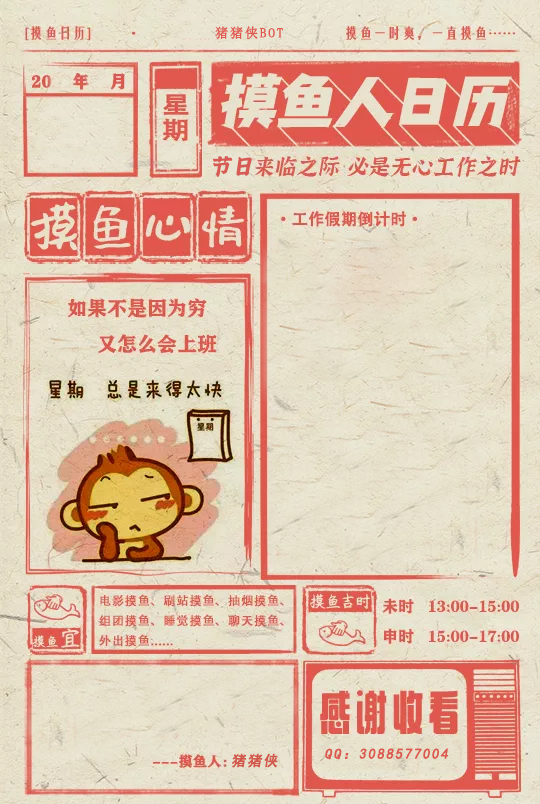 [摸鱼日历]
猪猪侠BOT
摸鱼一时爽，一直摸鱼……
20 年 月
星期
摸鱼人日历
节日来临之际 必是无心工作之时
摸鱼心情
·工作假期倒计时·
如果不是因为穷
又怎么会上班
星期 总是来得太快
星期
摸鱼宜
电影摸鱼、刷站摸鱼、抽烟摸鱼、
组团摸鱼、睡觉摸鱼、聊天摸鱼、
外出摸鱼:.....
摸鱼吉时
未时 13:00-15:00
申时 15:00-17:00
---摸鱼人: 猪猪侠
感谢收看
QQ: 3088577004